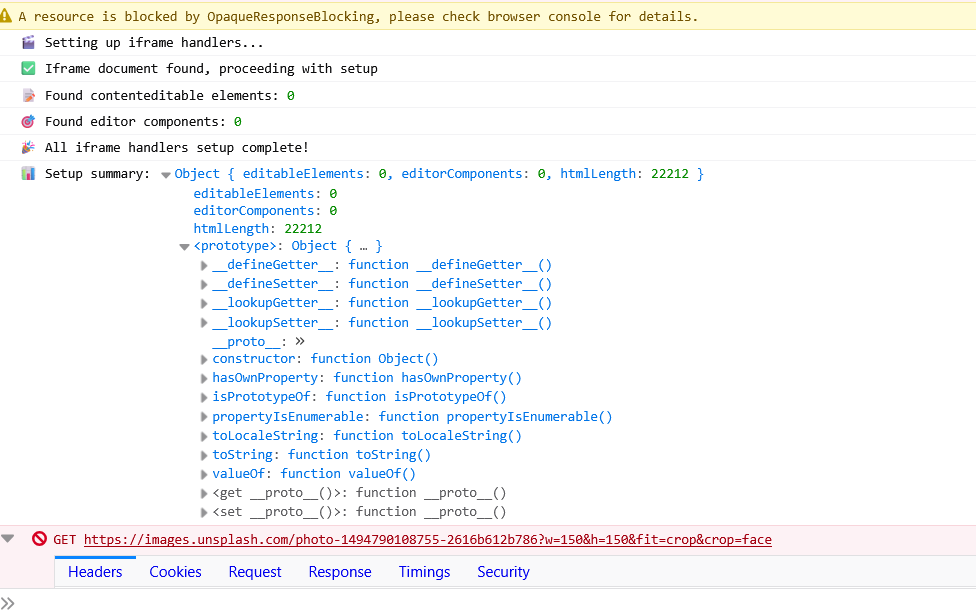 A resource is blocked by OpaqueResponseBlocking, please check browser console for details.
Setting up iframe handlers...
Iframe document found, proceeding with setup
Found contenteditable elements: 0
Found editor components: 0
All iframe handlers setup complete!
Setup summary: Object { editableElements: 0, editorComponents: 0, htmlLength: 22212 }
editableElements: 0
editorComponents: 0
htmlLength: 22212
<prototype>: Object { … }
__defineGetter__: function __defineGetter__()
__defineSetter__: function __defineSetter__()
__lookupGetter__: function __lookupGetter__()
__lookupSetter__: function __lookupSetter__()
__proto__: »
constructor: function Object()
hasOwnProperty: function hasOwnProperty()
isPrototypeOf: function isPrototypeOf()
propertyIsEnumerable: function propertyIsEnumerable()
toLocaleString: function toLocaleString()
toString: function toString()
valueOf: function valueOf()
<get __proto__()>: function __proto__()
<set __proto__()>: function __proto__()
GET https://images.unsplash.com/photo-1494790108755-2616b612b786?w=150&h=150&fit=crop&crop=face
Headers Cookies Request Response Timings Security